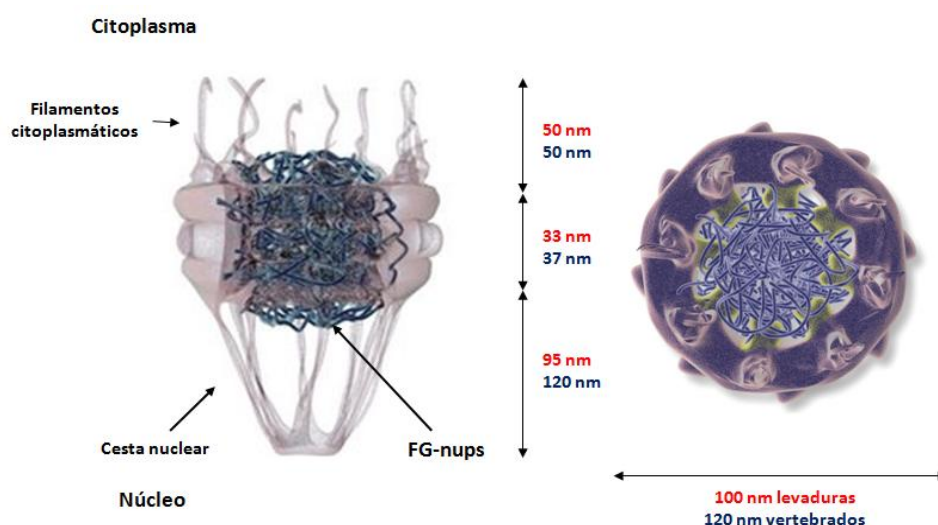 Citoplasma
Filamentos
citoplasmáticos
50 nm
50 nm
33 nm
37 nm
95 nm
120 nm
Cesta nuclear
FG-nups
Núcleo
100 nm levaduras
120 nm vertebrados